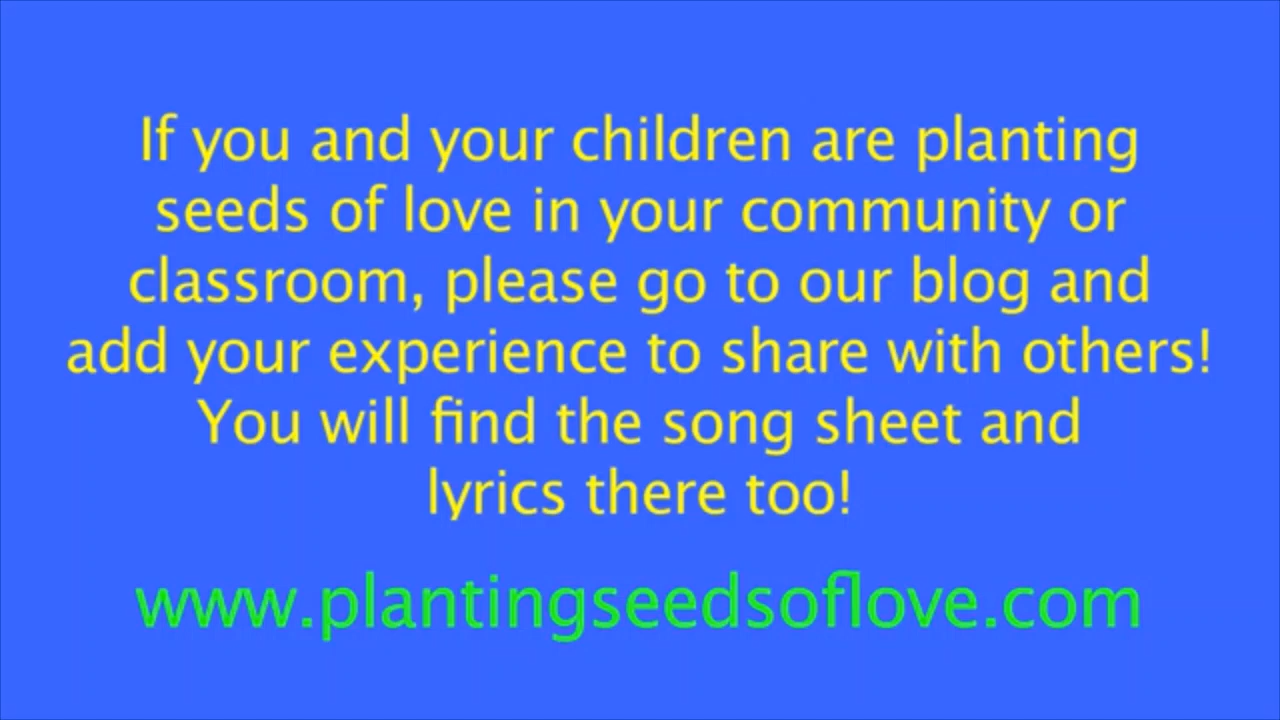 If you and your children are planting
seeds of love in your community or
classroom, please go to our blog and
add your experience to share with others!
You will find the song sheet and
lyrics there too!
www.plantingseedsoflove.com